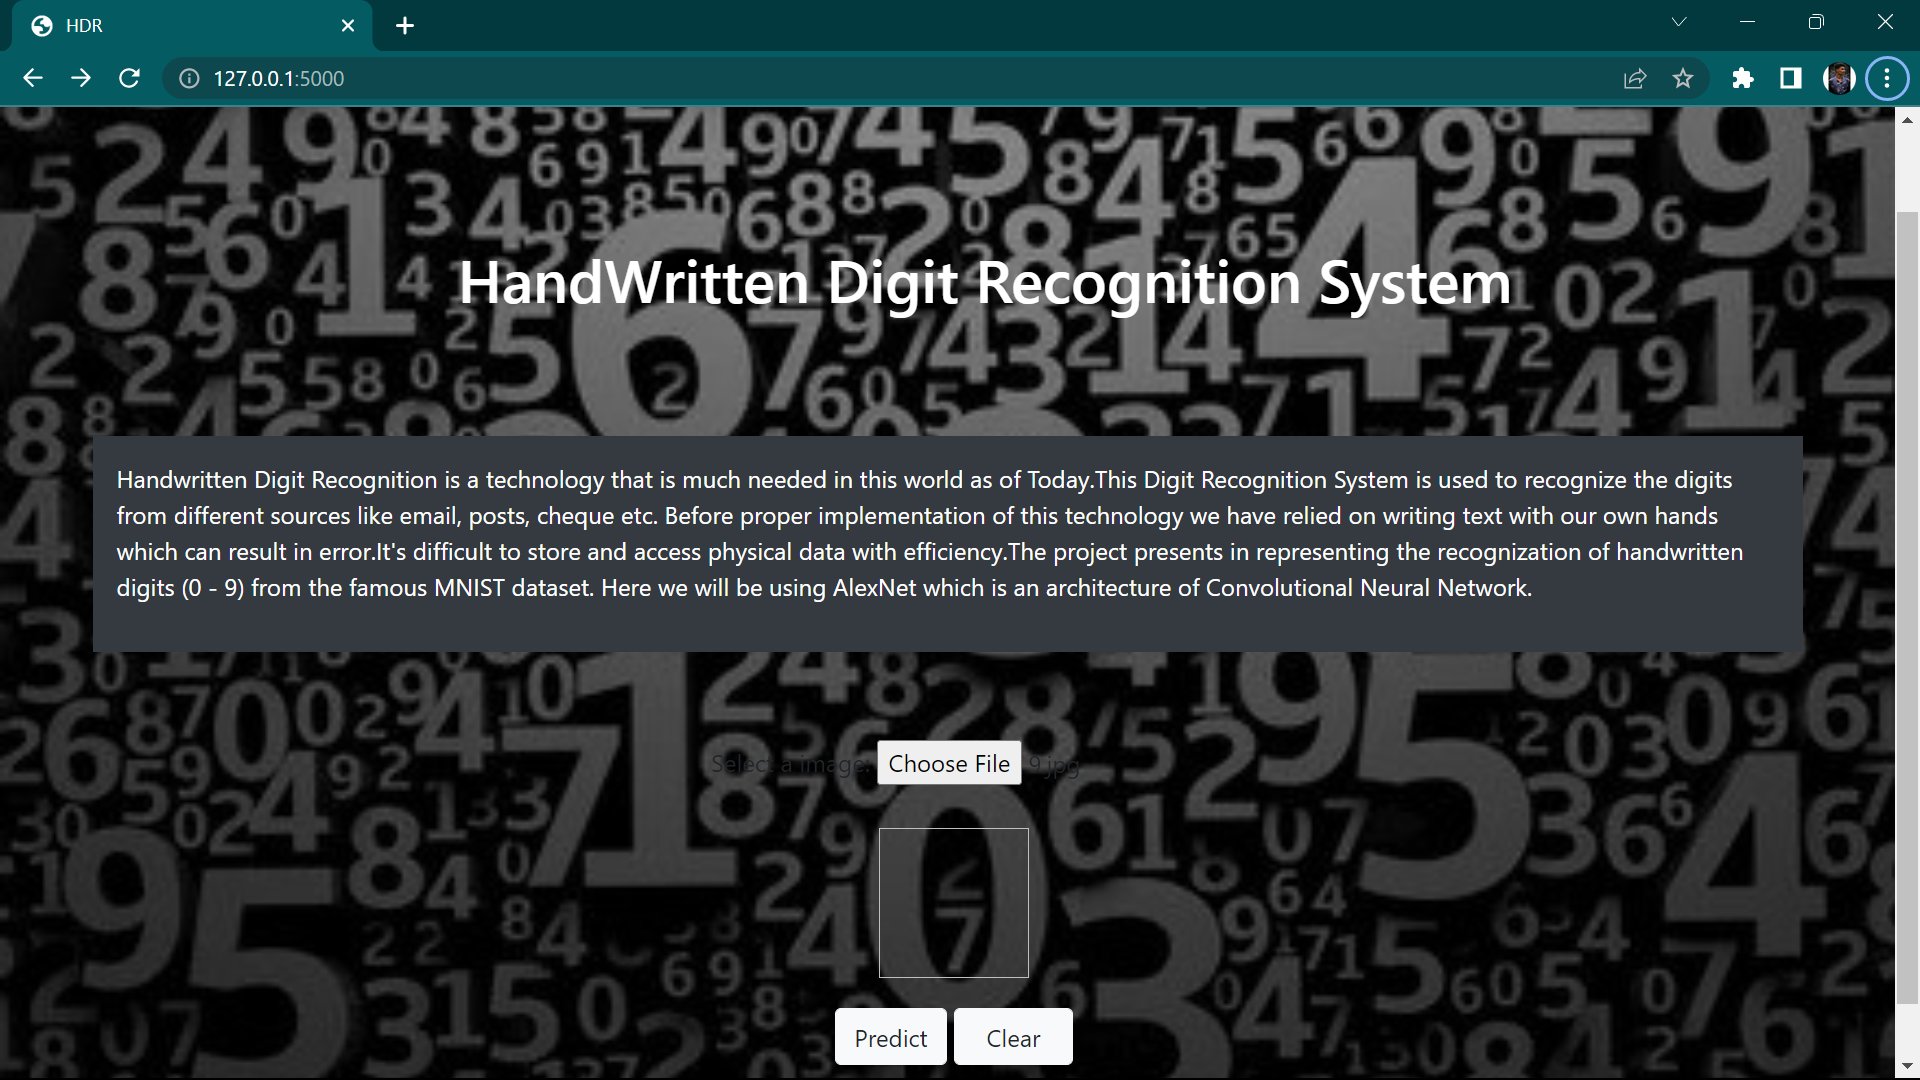 HDR
127.0.0.1:5000
HandWritten Digit Recognition System
Handwritten Digit Recognition is a technology that is much needed in this world as of Today.This Digit Recognition System is used to recognize the digits
from different sources like email, posts, cheque etc. Before proper implementation of this technology we have relied on writing text with our own hands
which can result in error.It's difficult to store and access physical data with efficiency.The project presents in representing the recognization of handwritten
digits (0 - 9) from the famous MNIST dataset. Here we will be using AlexNet which is an architecture of Convolutional Neural Network.
Select a image: Choose File 9.jpg
Predict Clear